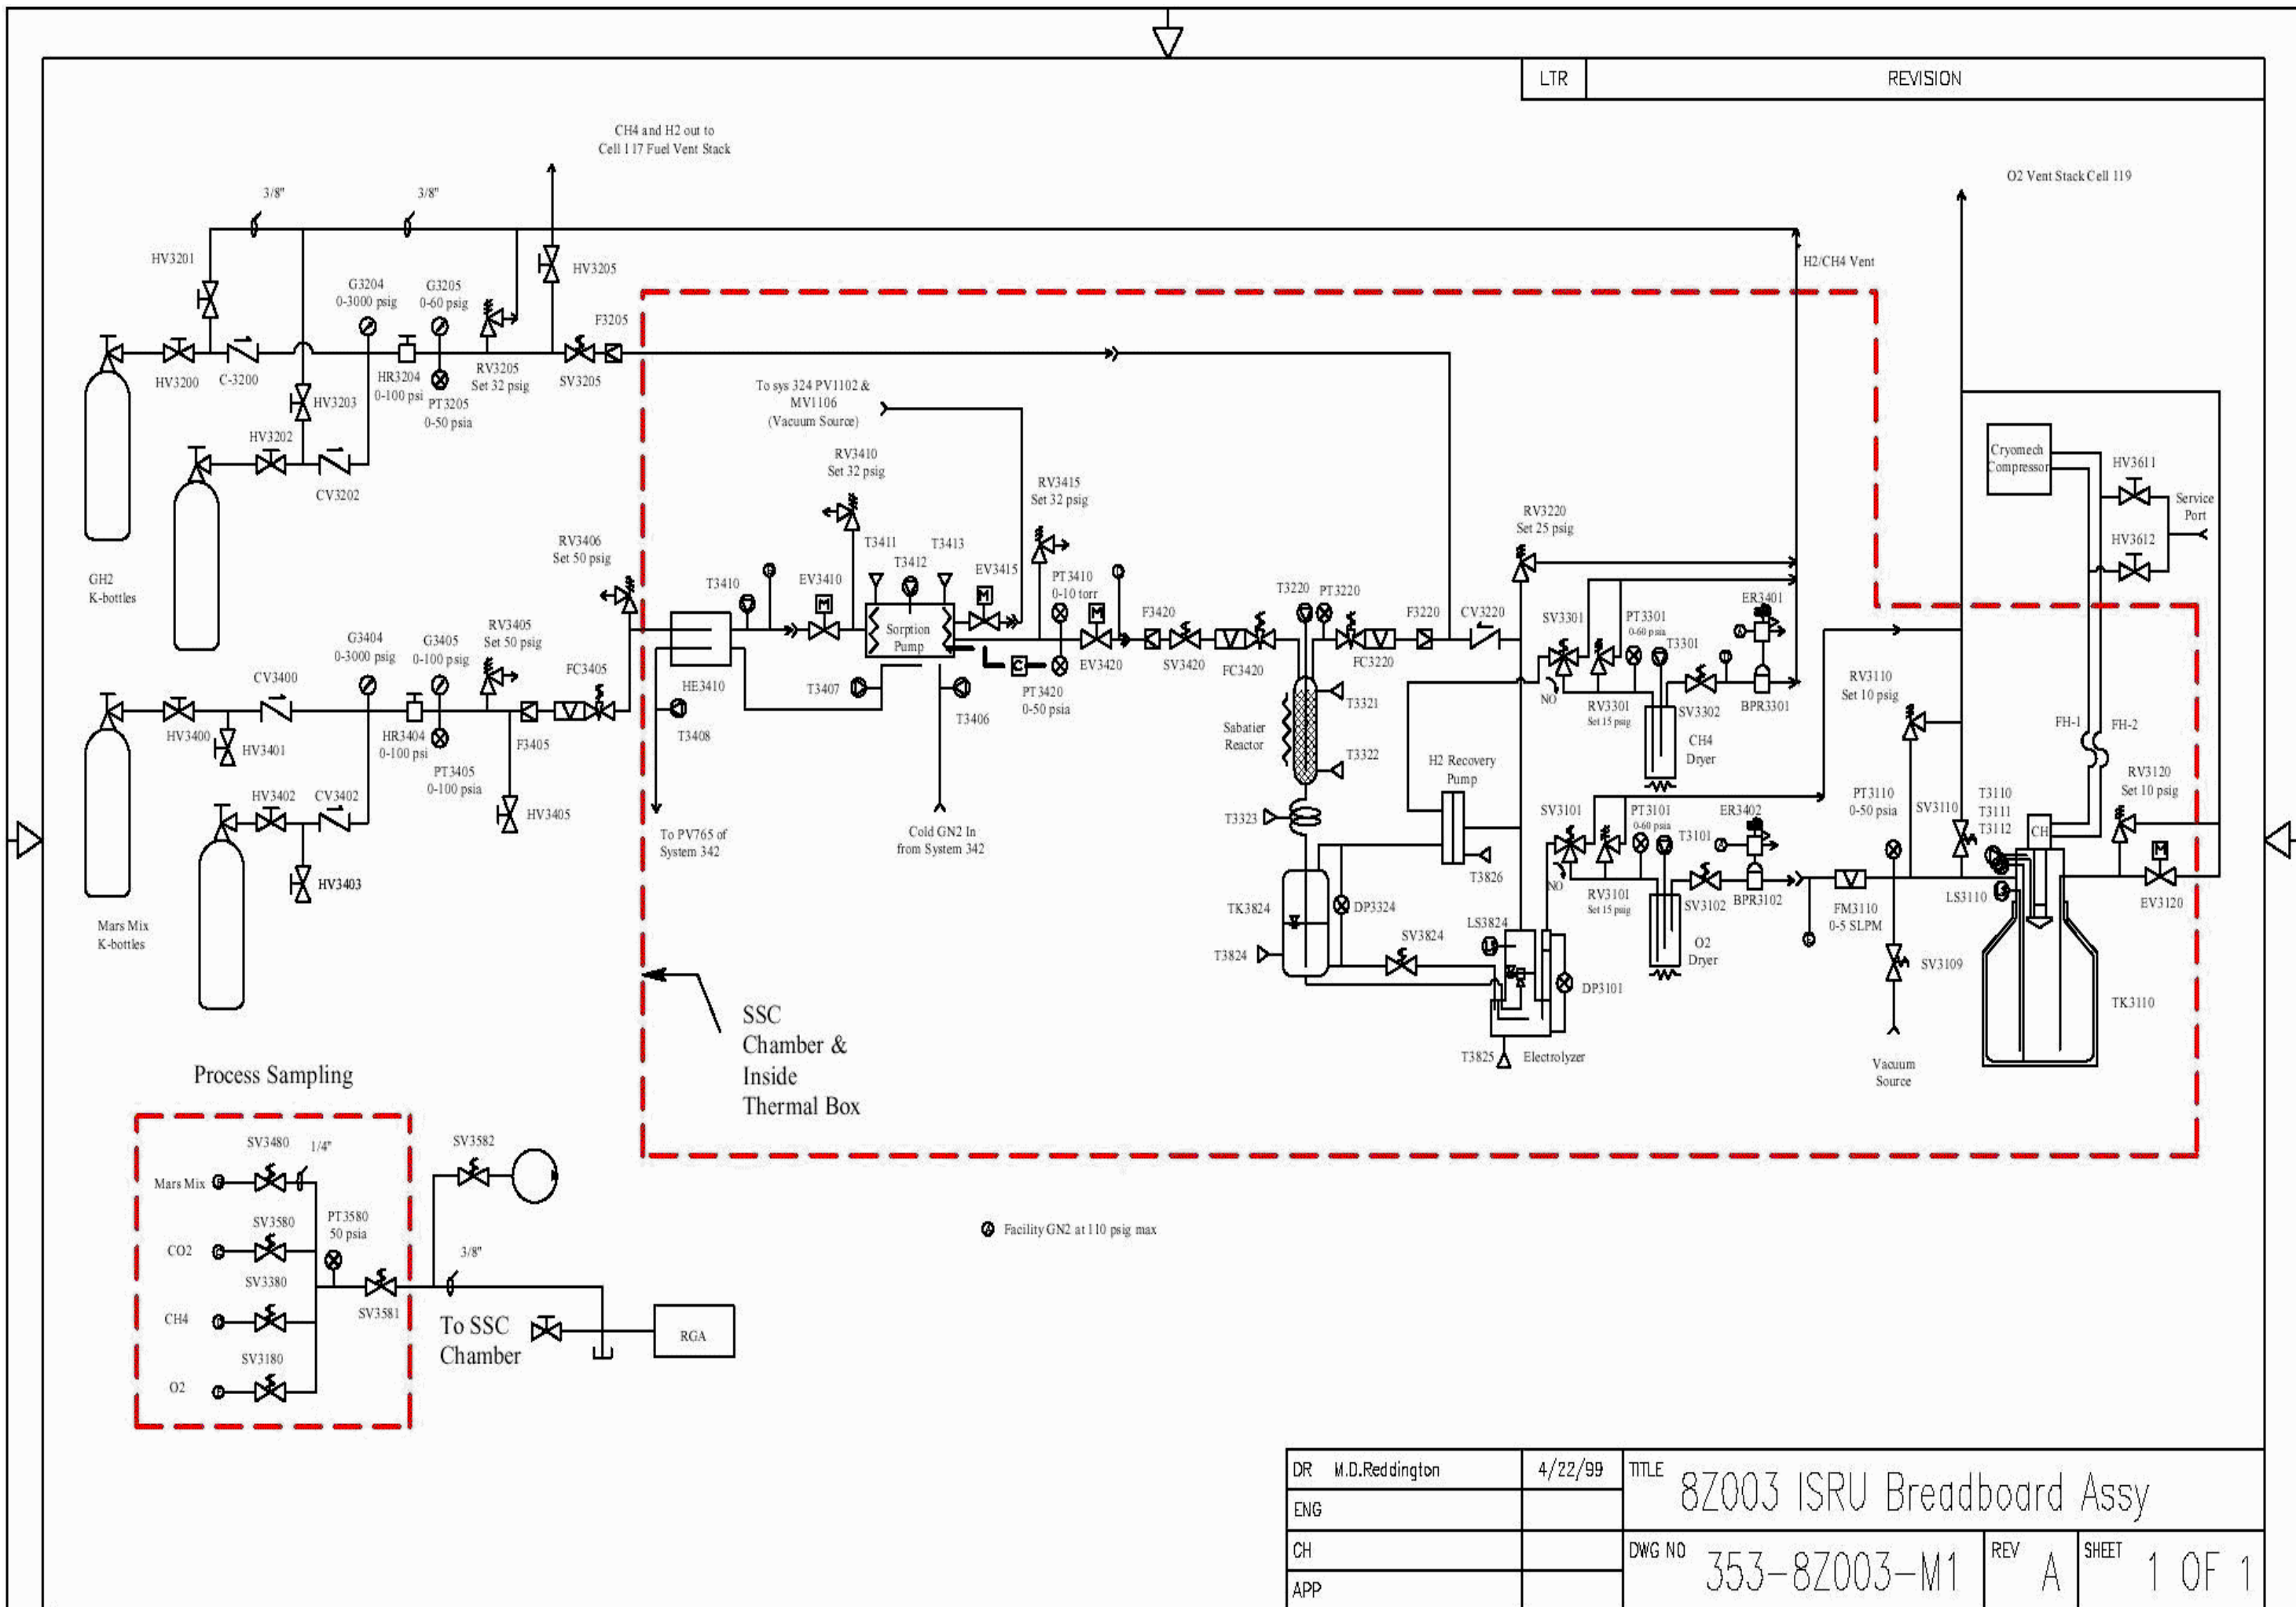 LTR
REVISION
CH4 and H2 out to
Cell 117 Fuel Vent Stack
O2 Vent Stack Cell 119
3/8"
3/8"
HV3201
HV3205
H2/CH4 Vent
G3204
0-3000 psig
G3205
0-60 psig
F3205
HV3200
C-3200
HR3204
0-100 psi
PT3205
0-50 psia
RV3205
Set 32 psig
SV3205
HV3203
HV3202
CV3202
GH2
K-bottles
To sys 324 PV1102 &
MV1106
(Vacuum Source)
RV3410
Set 32 psig
RV3415
Set 32 psig
RV3220
Set 25 psig
Cryomech
Compressor
HV3611
Service
Port
HV3612
RV3406
Set 50 psig
T3410
EV3410
M
T3411
T3412
T3413
EV3415
M
PT3410
0-10 torr
M
F3420
T3220
PT3220
F3220
CV3220
SV3301
PT3301
0-60 psia
T3301
ER3401
Sorption
Pump
C
EV3420
SV3420
FC3420
FC3220
HE3410
T3407
T3406
T3408
PT3420
0-50 psia
NO
RV3301
Set 15 psig
SV3302
BPR3301
CH4
Dryer
RV3110
Set 10 psig
FH-1
FH-2
G3404
0-3000 psig
G3405
0-100 psig
RV3405
Set 50 psig
FC3405
CV3400
HV3400
HV3401
HR3404
0-100 psi
PT3405
0-100 psia
F3405
HV3405
HV3402
CV3402
HV3403
Mars Mix
K-bottles
To PV765 of
System 342
Cold GN2 In
from System 342
Sabatier
Reactor
T3321
T3322
T3323
H2 Recovery
Pump
T3826
SV3101
PT3101
0-60 psia
T3101
ER3402
NO
RV3101
Set 15 psig
SV3102
BPR3102
O2
Dryer
PT3110
0-50 psia
SV3110
T3110
T3111
T3112
CH
RV3120
Set 10 psig
M
EV3120
LS3110
FM3110
0-5 SLPM
SV3109
TK3110
Vacuum
Source
TK3824
DP3324
T3824
SV3824
LS3824
DP3101
T3825
Electrolyzer
SSC
Chamber &
Inside
Thermal Box
Process Sampling
SV3480
1/4"
Mars Mix
SV3580
CO2
PT3580
50 psia
SV3380
CH4
SV3581
SV3180
O2
SV3582
3/8"
To SSC
Chamber
RGA
A Facility GN2 at 110 psig max
DR M.D.Reddington
4/22/99
TITLE
8Z003 ISRU Breadboard Assy
ENG
CH
APP
DWG NO
353-8Z003-M1
REV
A
SHEET
1 OF 1